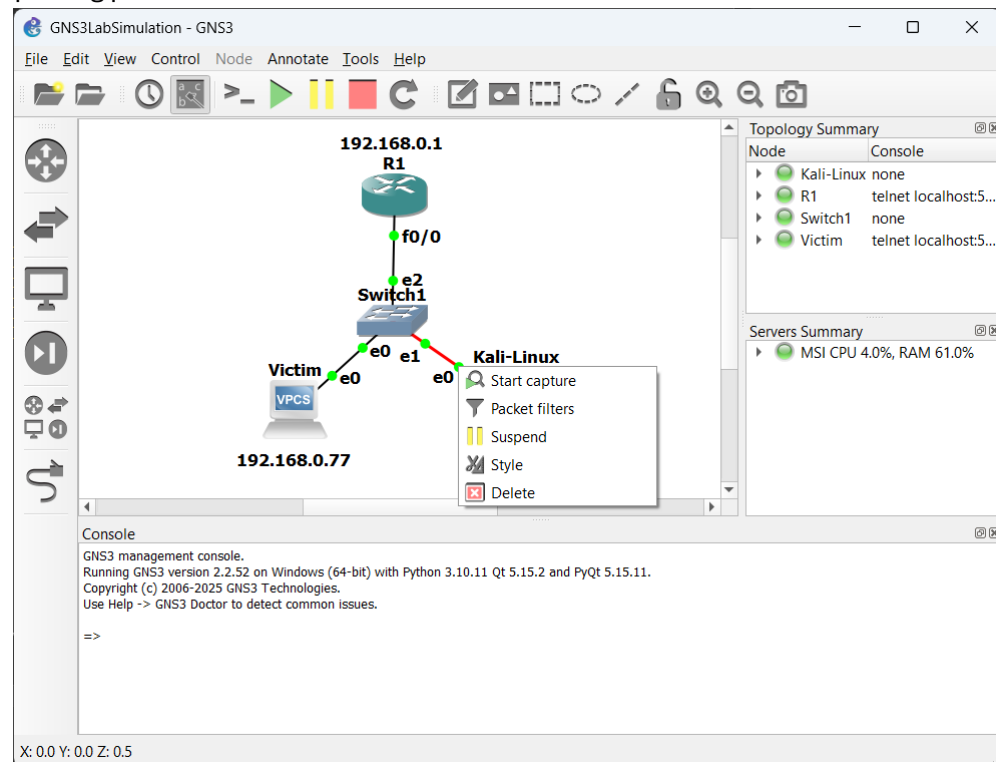 GNS3LabSimulation - GNS3
File Edit View Control Node Annotate Tools Help
192.168.0.1
R1
f0/0
e2
Switch1
e0 e1
Kali-Linux
Victim
e0
e0
VPCS
192.168.0.77
Start capture
Packet filters
Suspend
Style
Delete
Topology Summary
Node Console
Kali-Linux none
R1 telnet localhost:5...
Switch1 none
Victim telnet localhost:5...
Servers Summary
MSI CPU 4.0%, RAM 61.0%
Console
GNS3 management console.
Running GNS3 version 2.2.52 on Windows (64-bit) with Python 3.10.11 Qt 5.15.2 and PyQt 5.15.11.
Copyright (c) 2006-2025 GNS3 Technologies.
Use Help -> GNS3 Doctor to detect common issues.
=>
X: 0.0 Y: 0.0 Z: 0.5